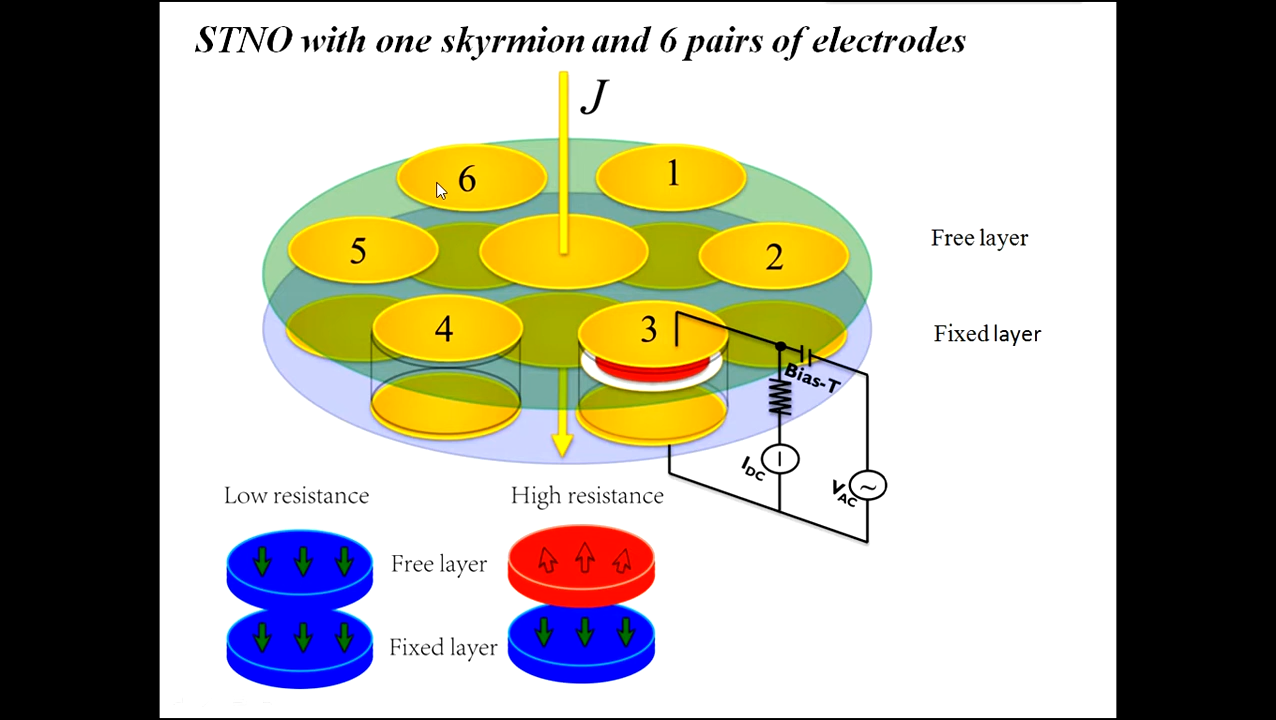 STNO with one skyrmion and 6 pairs of electrodes
J
6
1
5
2
Free layer
4
3
Fixed layer
Bias-T
I
I_DC
V_AC
~
Low resistance
High resistance
Free layer
Fixed layer